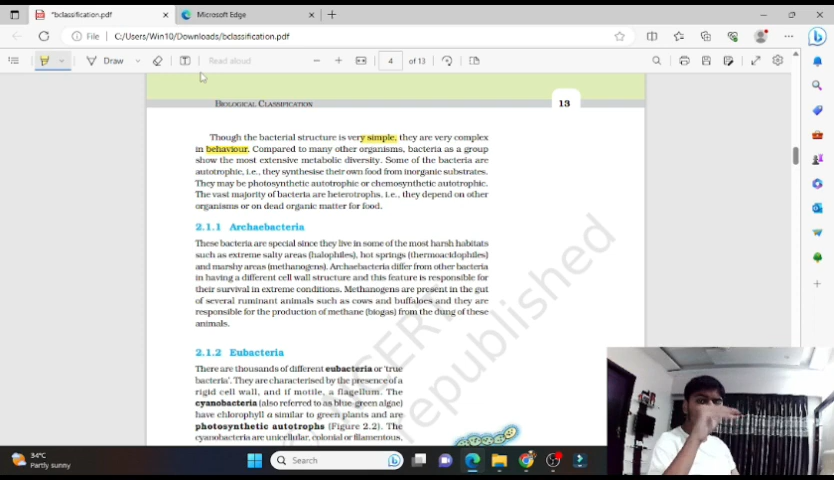 *bclassification.pdf
Microsoft Edge
File
C:/Users/Win10/Downloads/bclassification.pdf
Draw
Read aloud
4
of 13
BIOLOGICAL CLASSIFICATION
13
Though the bacterial structure is very simple, they are very complex
in behaviour. Compared to many other organisms, bacteria as a group
show the most extensive metabolic diversity. Some of the bacteria are
autotrophic, i.e., they synthesise their own food from inorganic substrates.
They may be photosynthetic autotrophic or chemosynthetic autotrophic.
The vast majority of bacteria are heterotrophs, i.e., they depend on other
organisms or on dead organic matter for food.
2.1.1 Archaebacteria
These bacteria are special since they live in some of the most harsh habitats
such as extreme salty areas (halophiles), hot springs (thermoacidophiles)
and marshy areas (methanogens). Archaebacteria differ from other bacteria
in having a different cell wall structure and this feature is responsible for
their survival in extreme conditions. Methanogens are present in the gut
of several ruminant animals such as cows and buffaloes and they are
responsible for the production of methane (biogas) from the dung of these
animals.
2.1.2 Eubacteria
There are thousands of different eubacteria or 'true
bacteria'. They are characterised by the presence of a
rigid cell wall, and if motile, a flagellum. The
cyanobacteria (also referred to as blue-green algae)
have chlorophyll a similar to green plants and are
photosynthetic autotrophs (Figure 2.2). The
cyanobacteria are unicellular, colonial or filamentous,
NCERT
republished
34°C
Partly sunny
Search